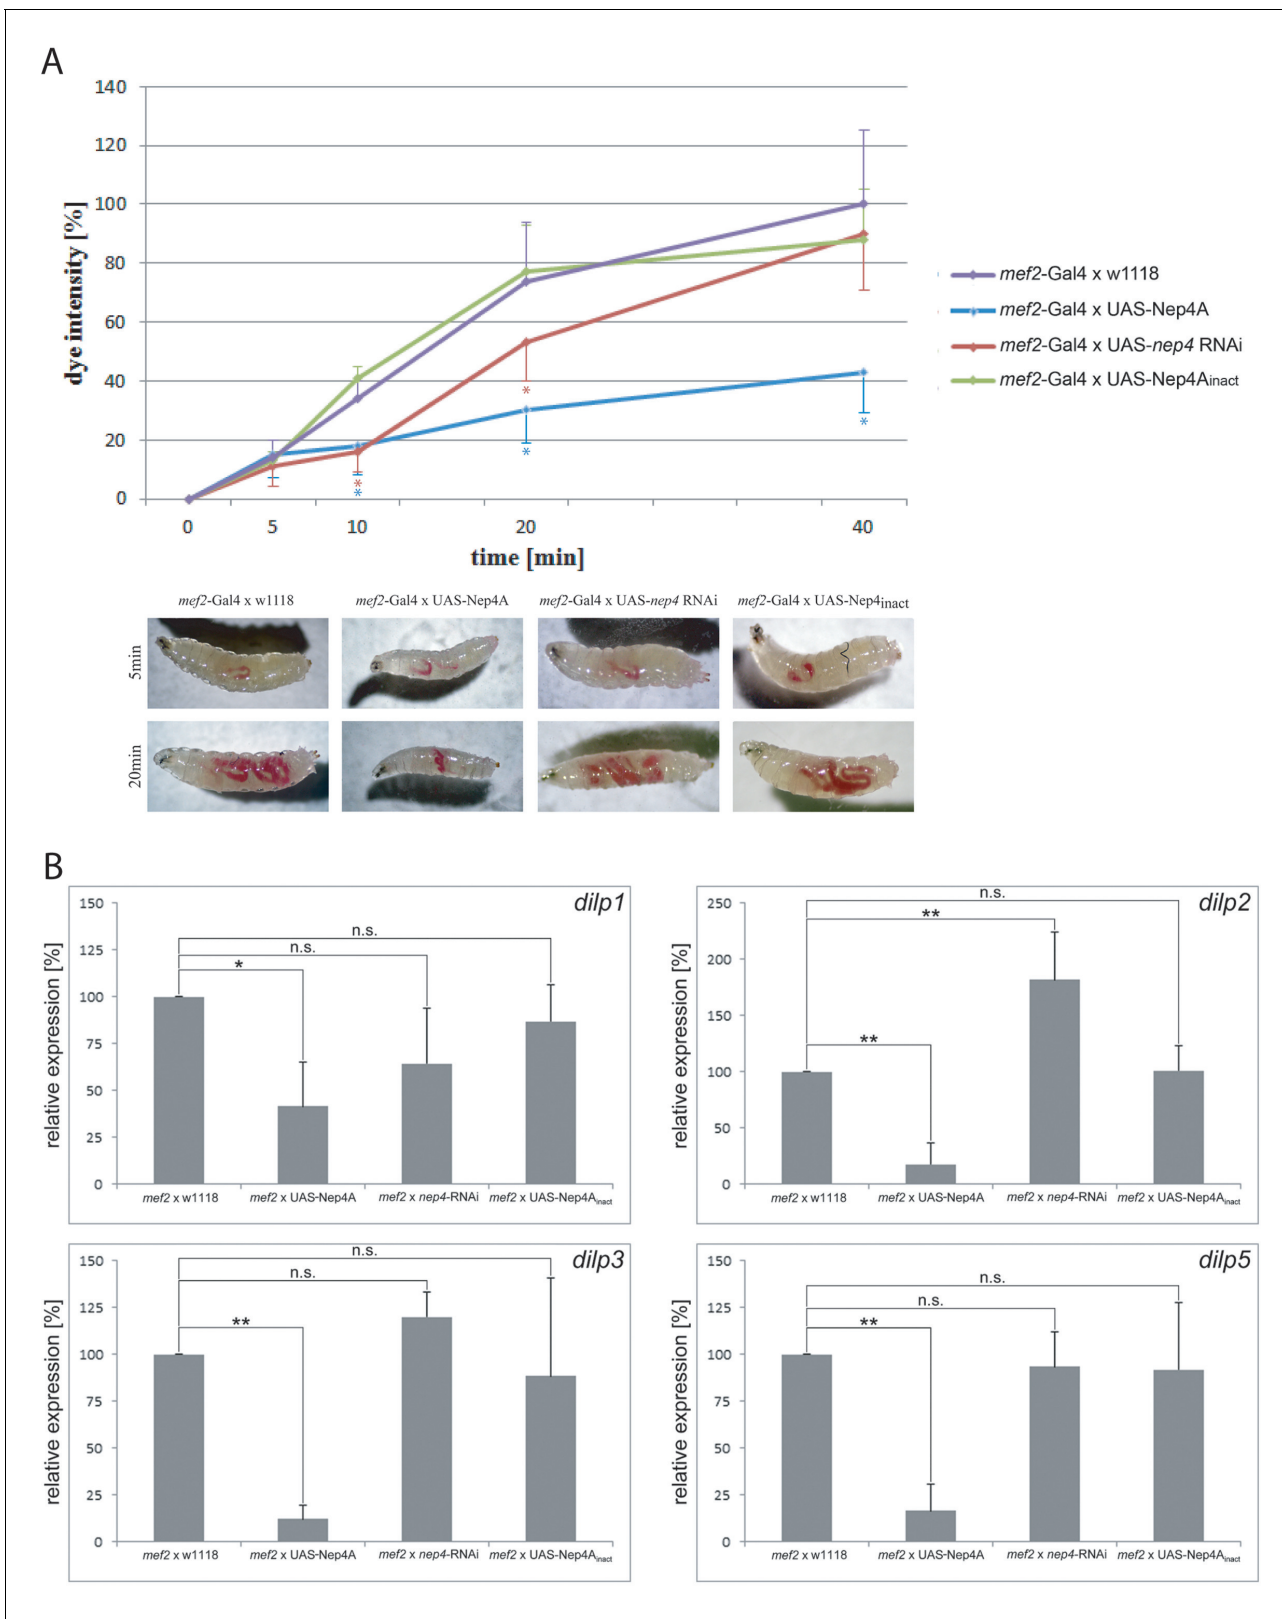 A
140
120
100
80
60
40
20
0
dye intensity [%]
0 5 10 20 40
time [min]
*
*
*
*
*
mef2-Gal4 x w1118
mef2-Gal4 x UAS-Nep4A
mef2-Gal4 x UAS-nep4 RNAi
mef2-Gal4 x UAS-Nep4Ainact
mef2-Gal4 x w1118 mef2-Gal4 x UAS-Nep4A mef2-Gal4 x UAS-nep4 RNAi mef2-Gal4 x UAS-Nep4inact
5min
20min
B
dilp1
relative expression [%]
150
125
100
75
50
25
0
n.s.
n.s.
*
mef2 x w1118 mef2 x UAS-Nep4A mef2 x nep4-RNAi mef2 x UAS-Nep4Ainact
dilp2
relative expression [%]
250
200
150
100
50
0
n.s.
**
**
mef2 x w1118 mef2 x UAS-Nep4A mef2 x nep4-RNAi mef2 x UAS-Nep4Ainact
dilp3
relative expression [%]
150
125
100
75
50
25
0
n.s.
n.s.
**
mef2 x w1118 mef2 x UAS-Nep4A mef2 x nep4-RNAi mef2 x UAS-Nep4Ainact
dilp5
relative expression [%]
150
125
100
75
50
25
0
n.s.
n.s.
**
mef2 x w1118 mef2 x UAS-Nep4A mef2 x nep4-RNAi mef2 x UAS-Nep4Ainact